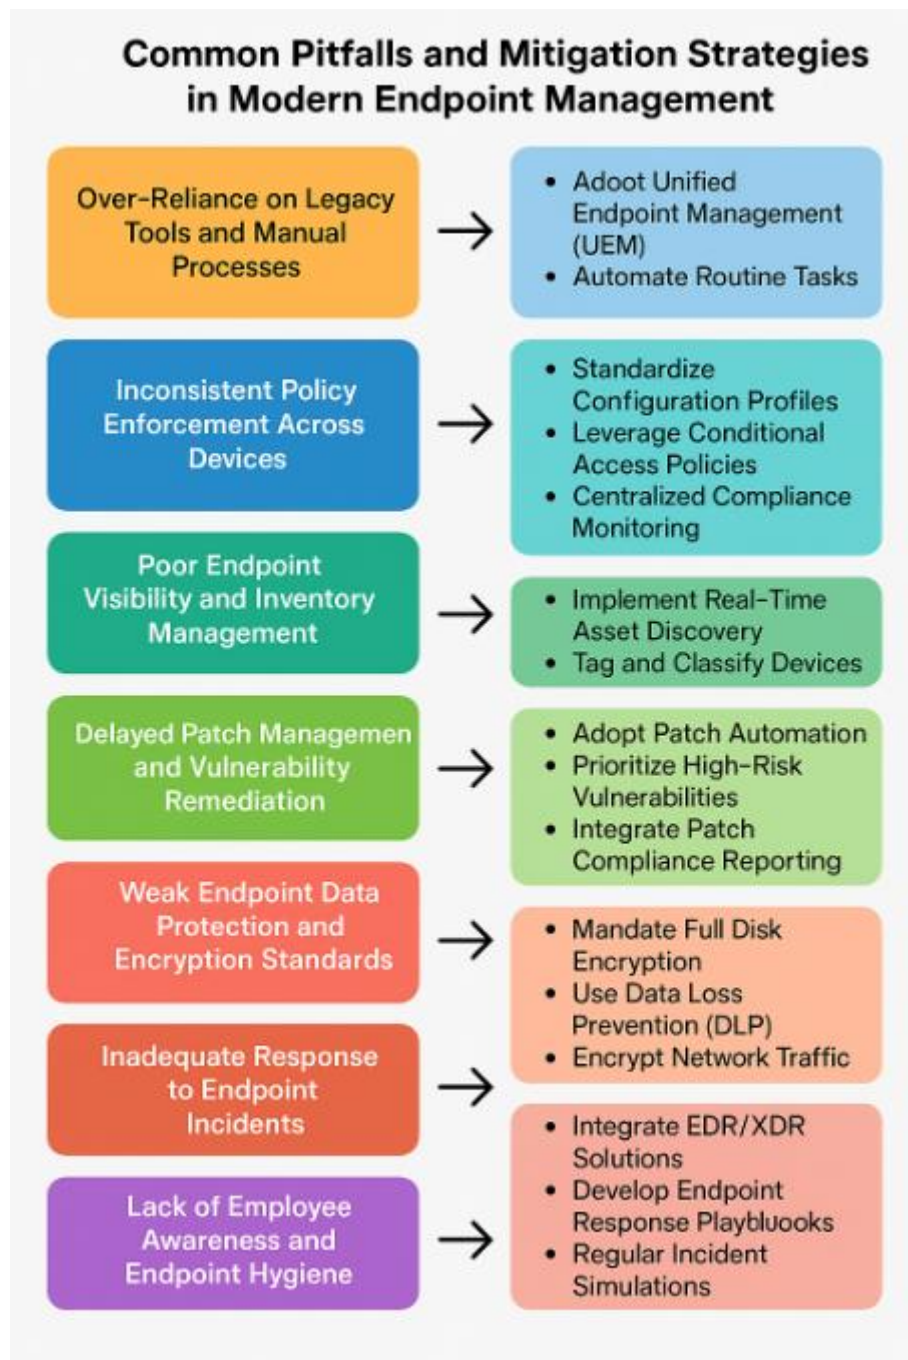 Common Pitfalls and Mitigation Strategies
in Modern Endpoint Management
Over-Reliance on Legacy
Tools and Manual
Processes
• Adoot Unified
Endpoint Management
(UEM)
• Automate Routine Tasks
Inconsistent Policy
Enforcement Across
Devices
• Standardize
Configuration Profiles
• Leverage Conditional
Access Policies
• Centralized Compliance
Monitoring
Poor Endpoint
Visibility and Inventory
Management
• Implement Real-Time
Asset Discovery
• Tag and Classify Devices
Delayed Patch Managemen
and Vulnerability
Remediation
• Adopt Patch Automation
• Prioritize High-Risk
Vulnerabilities
• Integrate Patch
Compliance Reporting
Weak Endpoint Data
Protection and
Encryption Standards
• Mandate Full Disk
Encryption
• Use Data Loss
Prevention (DLP)
• Encrypt Network Traffic
Inadequate Response
to Endpoint
Incidents
• Integrate EDR/XDR
Solutions
• Develop Endpoint
Response Playbluooks
• Regular Incident
Simulations
Lack of Employee
Awareness and
Endpoint Hygiene